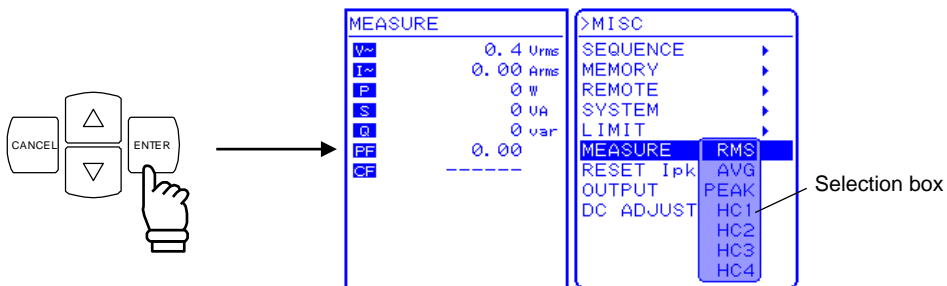 CANCEL
ENTER
MEASURE
V~ 0.4 Vrms
I~ 0.00 Arms
P 0 W
S 0 VA
Q 0 var
PF 0.00
CF ------
>MISC
SEQUENCE
MEMORY
REMOTE
SYSTEM
LIMIT
MEASURE RMS
RESET Ipk AVG
OUTPUT PEAK
DC ADJUST HC1
HC2
HC3
HC4
Selection box